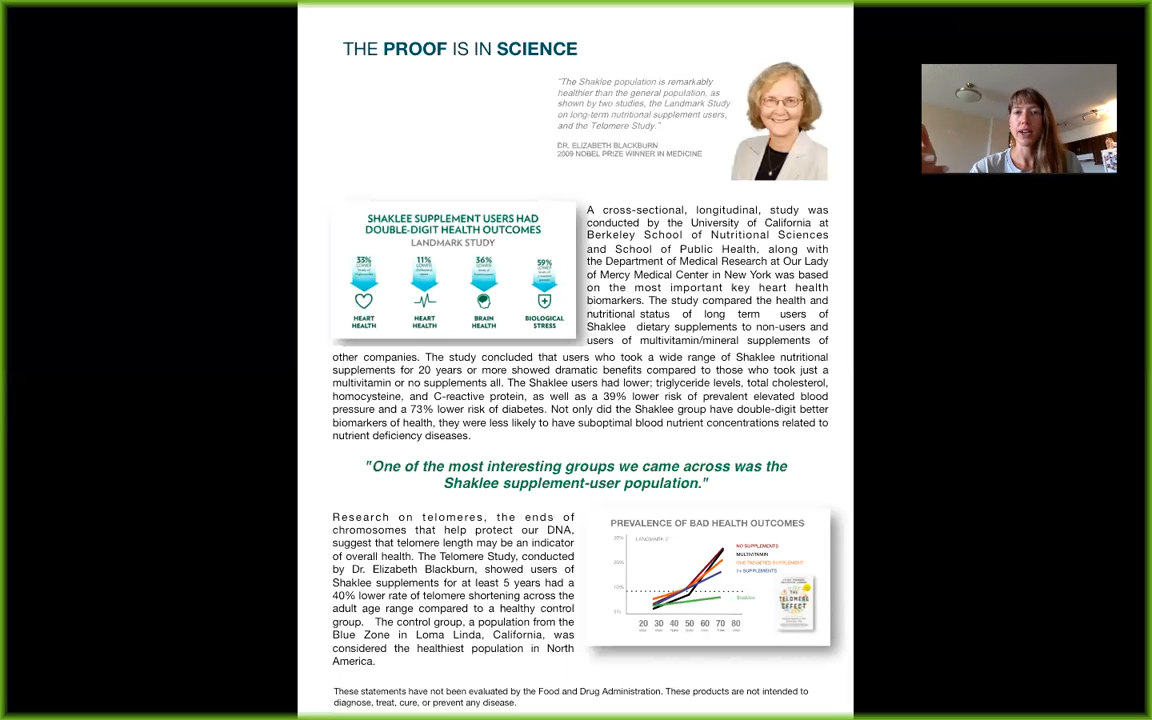 THE PROOF IS IN SCIENCE
"The Shaklee population is remarkably
healthier than the general population, as
shown by two studies, the Landmark Study
on long-term nutritional supplement users,
and the Telomere Study."
DR. ELIZABETH BLACKBURN
2009 NOBEL PRIZE WINNER IN MEDICINE
SHAKLEE SUPPLEMENT USERS HAD
DOUBLE-DIGIT HEALTH OUTCOMES
LANDMARK STUDY
33% 11% 36% 59%
LOWER LOWER LOWER LOWER
HEART HEART BRAIN BIOLOGICAL
HEALTH HEALTH HEALTH STRESS
A cross-sectional, longitudinal, study was
conducted by the University of California at
Berkeley School of Nutritional Sciences
and School of Public Health, along with
the Department of Medical Research at Our Lady
of Mercy Medical Center in New York was based
on the most important key heart health
biomarkers. The study compared the health and
nutritional status of long term users of
Shaklee dietary supplements to non-users and
users of multivitamin/mineral supplements of
other companies. The study concluded that users who took a wide range of Shaklee nutritional
supplements for 20 years or more showed dramatic benefits compared to those who took just a
multivitamin or no supplements all. The Shaklee users had lower; triglyceride levels, total cholesterol,
homocysteine, and C-reactive protein, as well as a 39% lower risk of prevalent elevated blood
pressure and a 73% lower risk of diabetes. Not only did the Shaklee group have double-digit better
biomarkers of health, they were less likely to have suboptimal blood nutrient concentrations related to
nutrient deficiency diseases.
"One of the most interesting groups we came across was the
Shaklee supplement-user population."
Research on telomeres, the ends of
chromosomes that help protect our DNA,
suggest that telomere length may be an indicator
of overall health. The Telomere Study, conducted
by Dr. Elizabeth Blackburn, showed users of
Shaklee supplements for at least 5 years had a
40% lower rate of telomere shortening across the
adult age range compared to a healthy control
group. The control group, a population from the
Blue Zone in Loma Linda, California, was
considered the healthiest population in North
America.
PREVALENCE OF BAD HEALTH OUTCOMES
LANDMARK
NO SUPPLEMENTS
MULTIVITAMIN
ONE TARGETED SUPPLEMENT
7+ SUPPLEMENTS
20%
10%
Shaklee
THE
TELOMERE
EFFECT
20 30 40 50 60 70 80
These statements have not been evaluated by the Food and Drug Administration. These products are not intended to
diagnose, treat, cure, or prevent any disease.